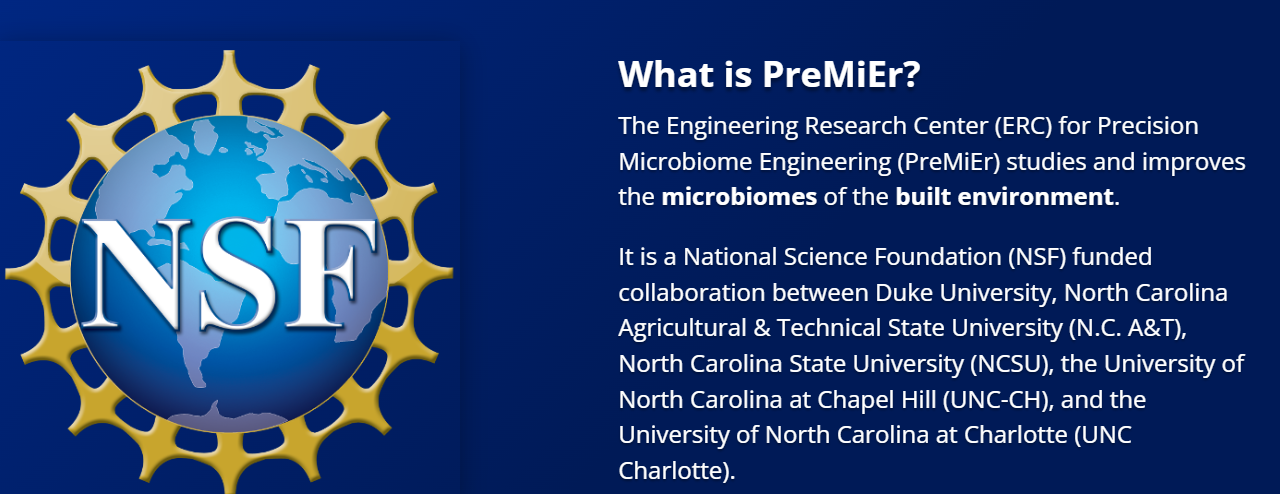 NSF
What is PreMiEr?
The Engineering Research Center (ERC) for Precision
Microbiome Engineering (PreMiEr) studies and improves
the microbiomes of the built environment.
It is a National Science Foundation (NSF) funded
collaboration between Duke University, North Carolina
Agricultural & Technical State University (N.C. A&T),
North Carolina State University (NCSU), the University of
North Carolina at Chapel Hill (UNC-CH), and the
University of North Carolina at Charlotte (UNC
Charlotte).